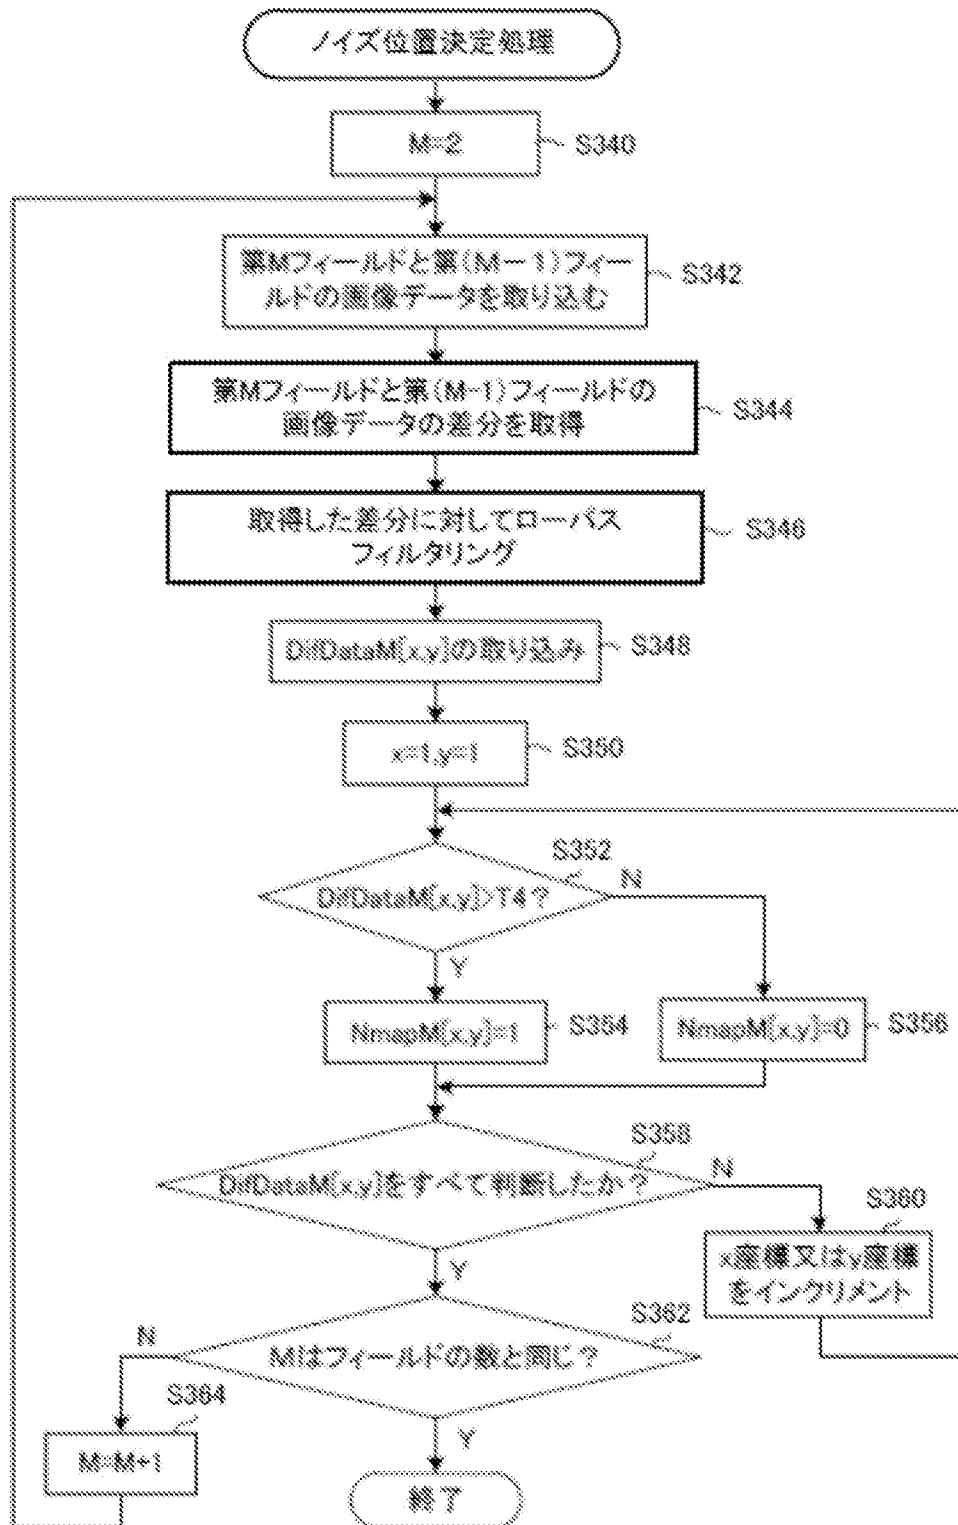 ノイズ位置決定処理
M=2
S340
第Mフィールドと第(M-1)フィー
ルドの画像データを取り込む
S342
第Mフィールドと第(M-1)フィールドの
画像データの差分を取得
S344
取得した差分に対してローパス
フィルタリング
S346
DifDataM[x,y]の取り込み
S348
x=1,y=1
S350
S352
DifDataM[x,y]>T4?
N
Y
NmapM[x,y]=1
S354
NmapM[x,y]=0
S356
S358
DifDataM[x,y]をすべて判断したか?
N
Y
S360
x座標又はy座標
をインクリメント
S362
Mはフィールドの数と同じ?
N
Y
S364
M=M+1
終了